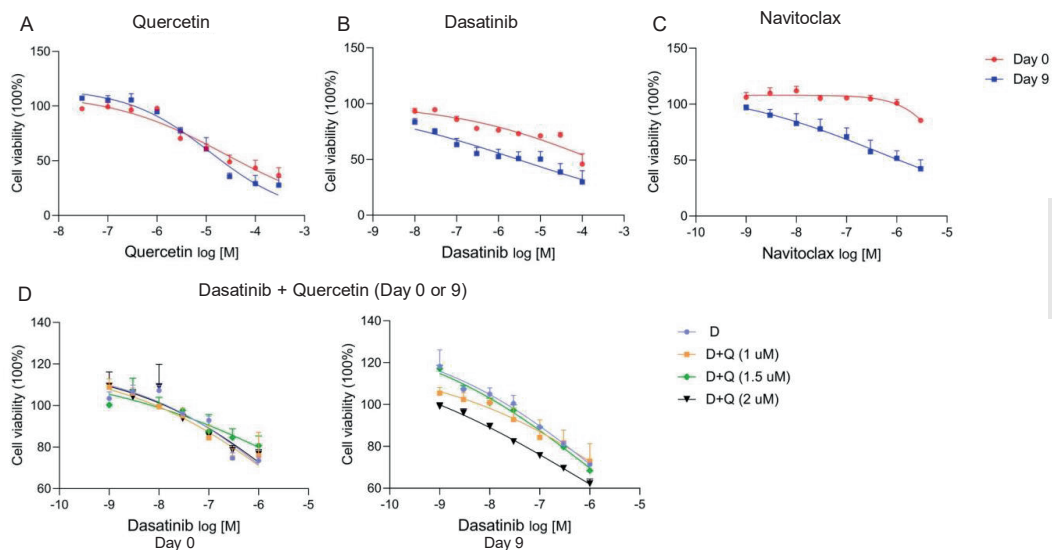 A
Quercetin
Cell viability (100%)
150
100
50
0
-8
-7
-6
-5
-4
-3
Quercetin log [M]
B
Dasatinib
Cell viability (100%)
150
100
50
0
-9
-8
-7
-6
-5
-4
-3
Dasatinib log [M]
C
Navitoclax
Cell viability (100%)
150
100
50
0
-10
-9
-8
-7
-6
-5
Navitoclax log [M]
Day 0
Day 9
D
Dasatinib + Quercetin (Day 0 or 9)
Cell viability (100%)
140
120
100
80
60
-10
-9
-8
-7
-6
-5
Dasatinib log [M]
Day 0
Cell viability (100%)
140
120
100
80
60
-10
-9
-8
-7
-6
-5
Dasatinib log [M]
Day 9
D
D+Q (1 uM)
D+Q (1.5 uM)
D+Q (2 uM)